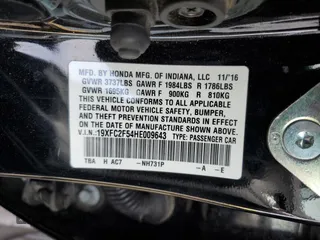 MFD. BY HONDA MFG. OF INDIANA, LLC 11/16
GVWR 3737LBS GAWR F 1984LBS R 1786LBS
GVWR 1695KG GAWR F 900KG R 810KG
THIS VEHICLE CONFORMS TO ALL APPLICABLE
FEDERAL MOTOR VEHICLE SAFETY, BUMPER,
AND THEFT PREVENTION STANDARDS IN EFFECT
ON THE DATE OF MANUFACTURE SHOWN ABOVE.
V.I.N.: 19XFC2F54HE009643 TYPE: PASSENGER CAR
TBA H AC7 -NH731P -A -E